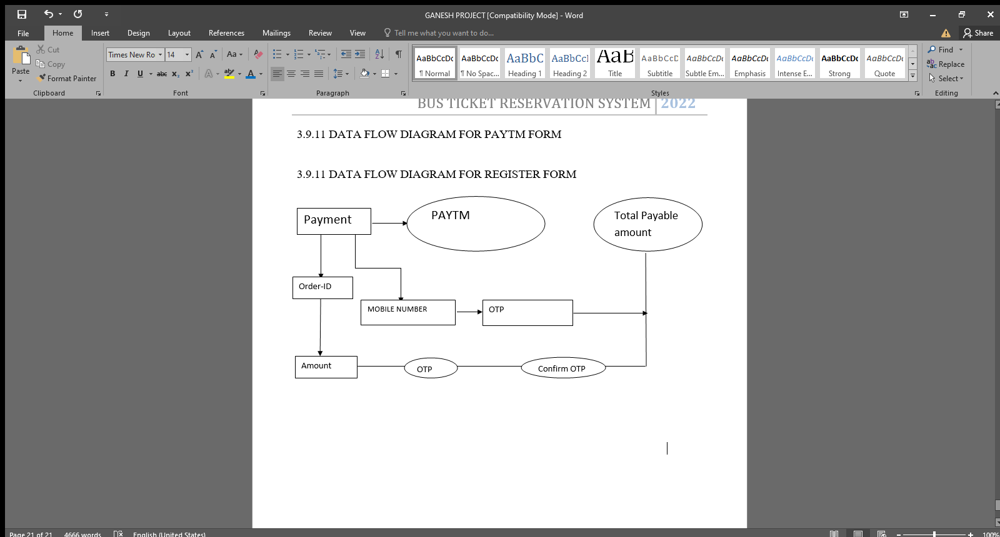 GANESH PROJECT [Compatibility Mode] - Word
File Home Insert Design Layout References Mailings Review View Tell me what you want to do... Share
Paste
Cut
Copy
Format Painter
Clipboard
Times New Ro 14
Aa
B I U abc x₂ x² A A
Font
Paragraph
AaBbCcDc AaBbCcDc AaBbC AaBbCcI AaB AaBbCcD AaBbCcDc AaBbCcDc AaBbCcDc AaBbCcDc AaBbCcDc
¶ Normal ¶ No Spac... Heading 1 Heading 2 Title Subtitle Subtle Em... Emphasis Intense E... Strong Quote
Styles
Find
Replace
Select
Editing
BUS TICKET RESERVATION SYSTEM 2022
3.9.11 DATA FLOW DIAGRAM FOR PAYTM FORM
3.9.11 DATA FLOW DIAGRAM FOR REGISTER FORM
Payment
PAYTM
Total Payable
amount
Order-ID
MOBILE NUMBER
OTP
Amount
OTP
Confirm OTP
Page 21 of 21 4666 words English (United States) 100%